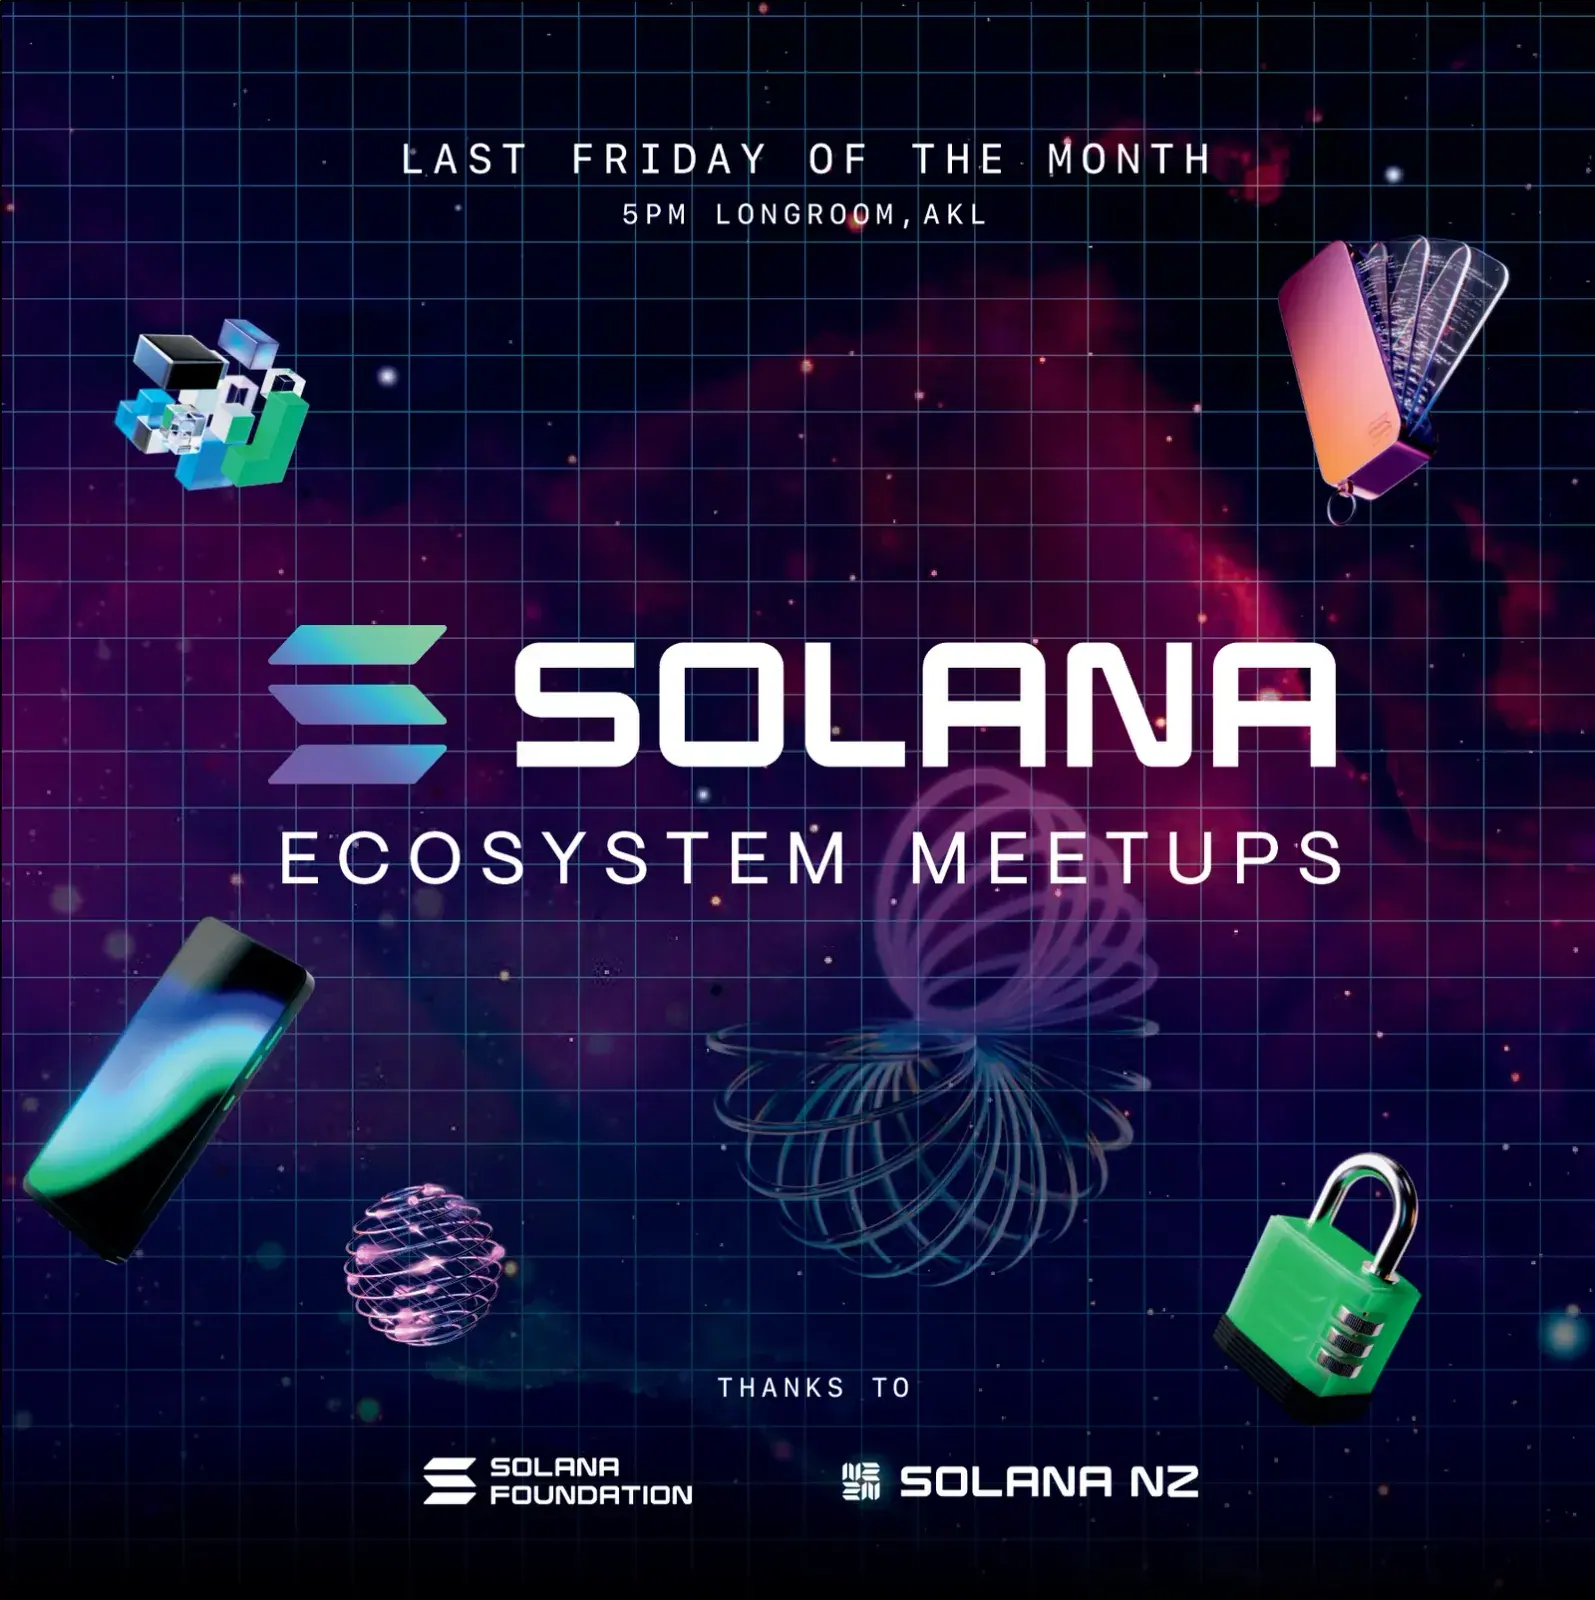 LAST FRIDAY OF THE MONTH
5PM LONGROOM,AKL
SOLANA
ECOSYSTEM MEETUPS
THANKS TO
SOLANA
FOUNDATION
SOLANA NZ